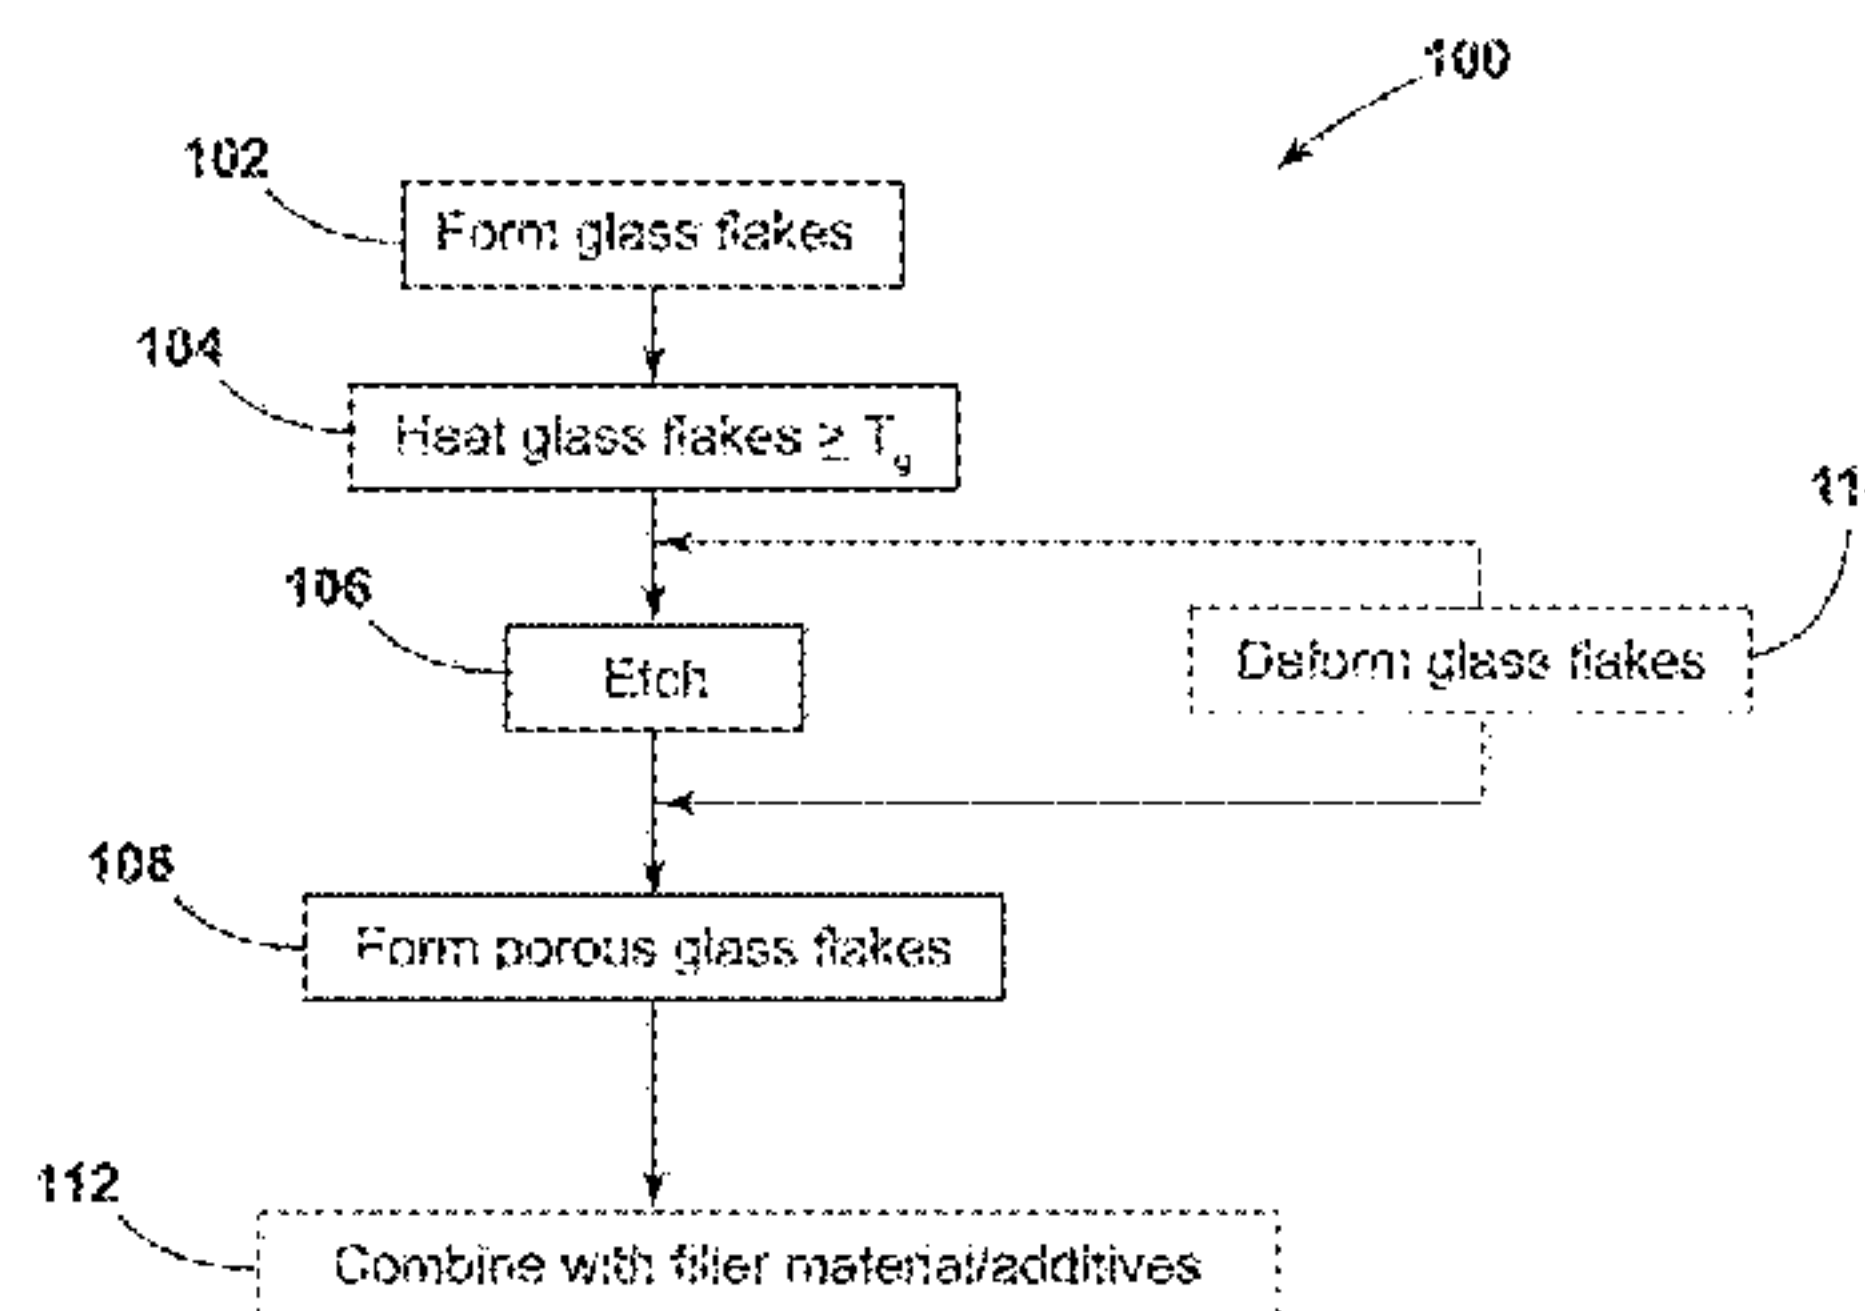 100
102
Form glass flakes
104
Heat glass flakes ≥ Tg
106
Etch
Deform glass flakes
108
Form porous glass flakes
112
Combine with filler material/additives